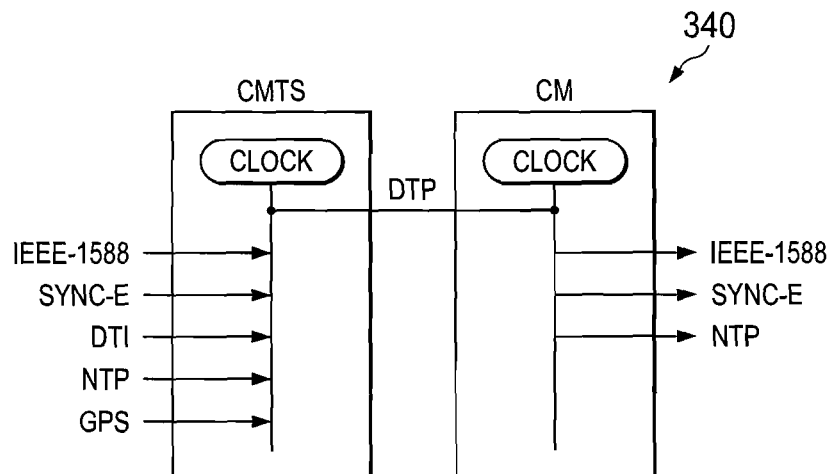 340
CMTS
CM
CLOCK
CLOCK
DTP
IEEE-1588
SYNC-E
DTI
NTP
GPS
IEEE-1588
SYNC-E
NTP